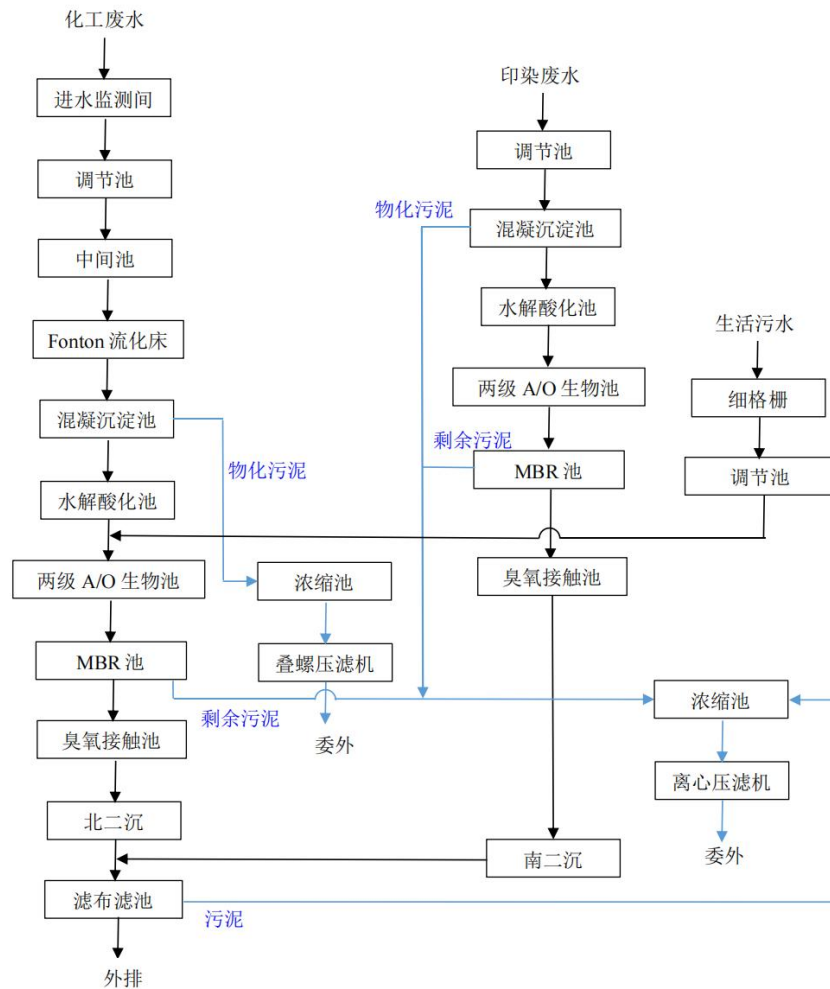 化工废水
进水监测间
调节池
中间池
Fonton 流化床
混凝沉淀池
物化污泥
水解酸化池
两级 A/O 生物池
浓缩池
叠螺压滤机
委外
MBR 池
剩余污泥
臭氧接触池
北二沉
滤布滤池
污泥
外排
印染废水
调节池
物化污泥
混凝沉淀池
水解酸化池
两级 A/O 生物池
剩余污泥
MBR 池
臭氧接触池
南二沉
生活污水
细格栅
调节池
浓缩池
离心压滤机
委外